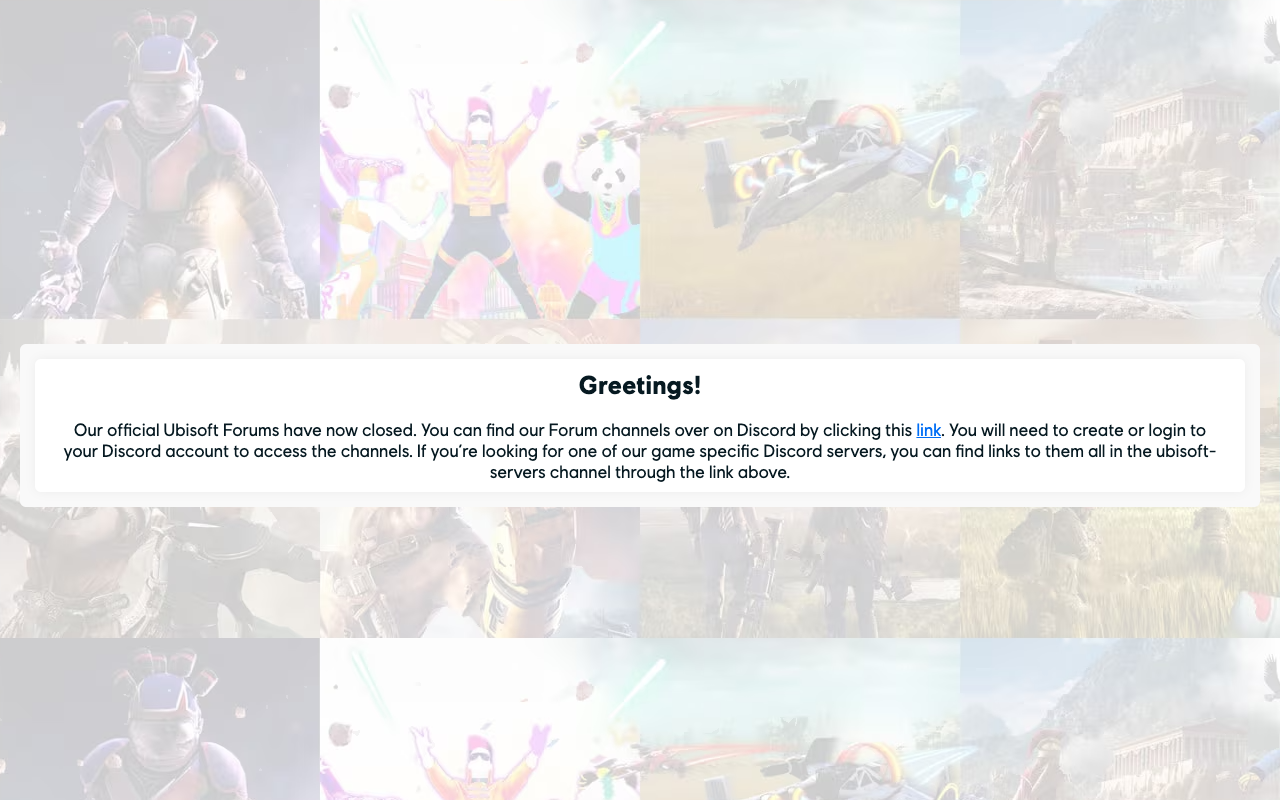 Greetings!
Our official Ubisoft Forums have now closed. You can find our Forum channels over on Discord by clicking this link. You will need to create or login to
your Discord account to access the channels. If you're looking for one of our game specific Discord servers, you can find links to them all in the ubisoft-
servers channel through the link above.